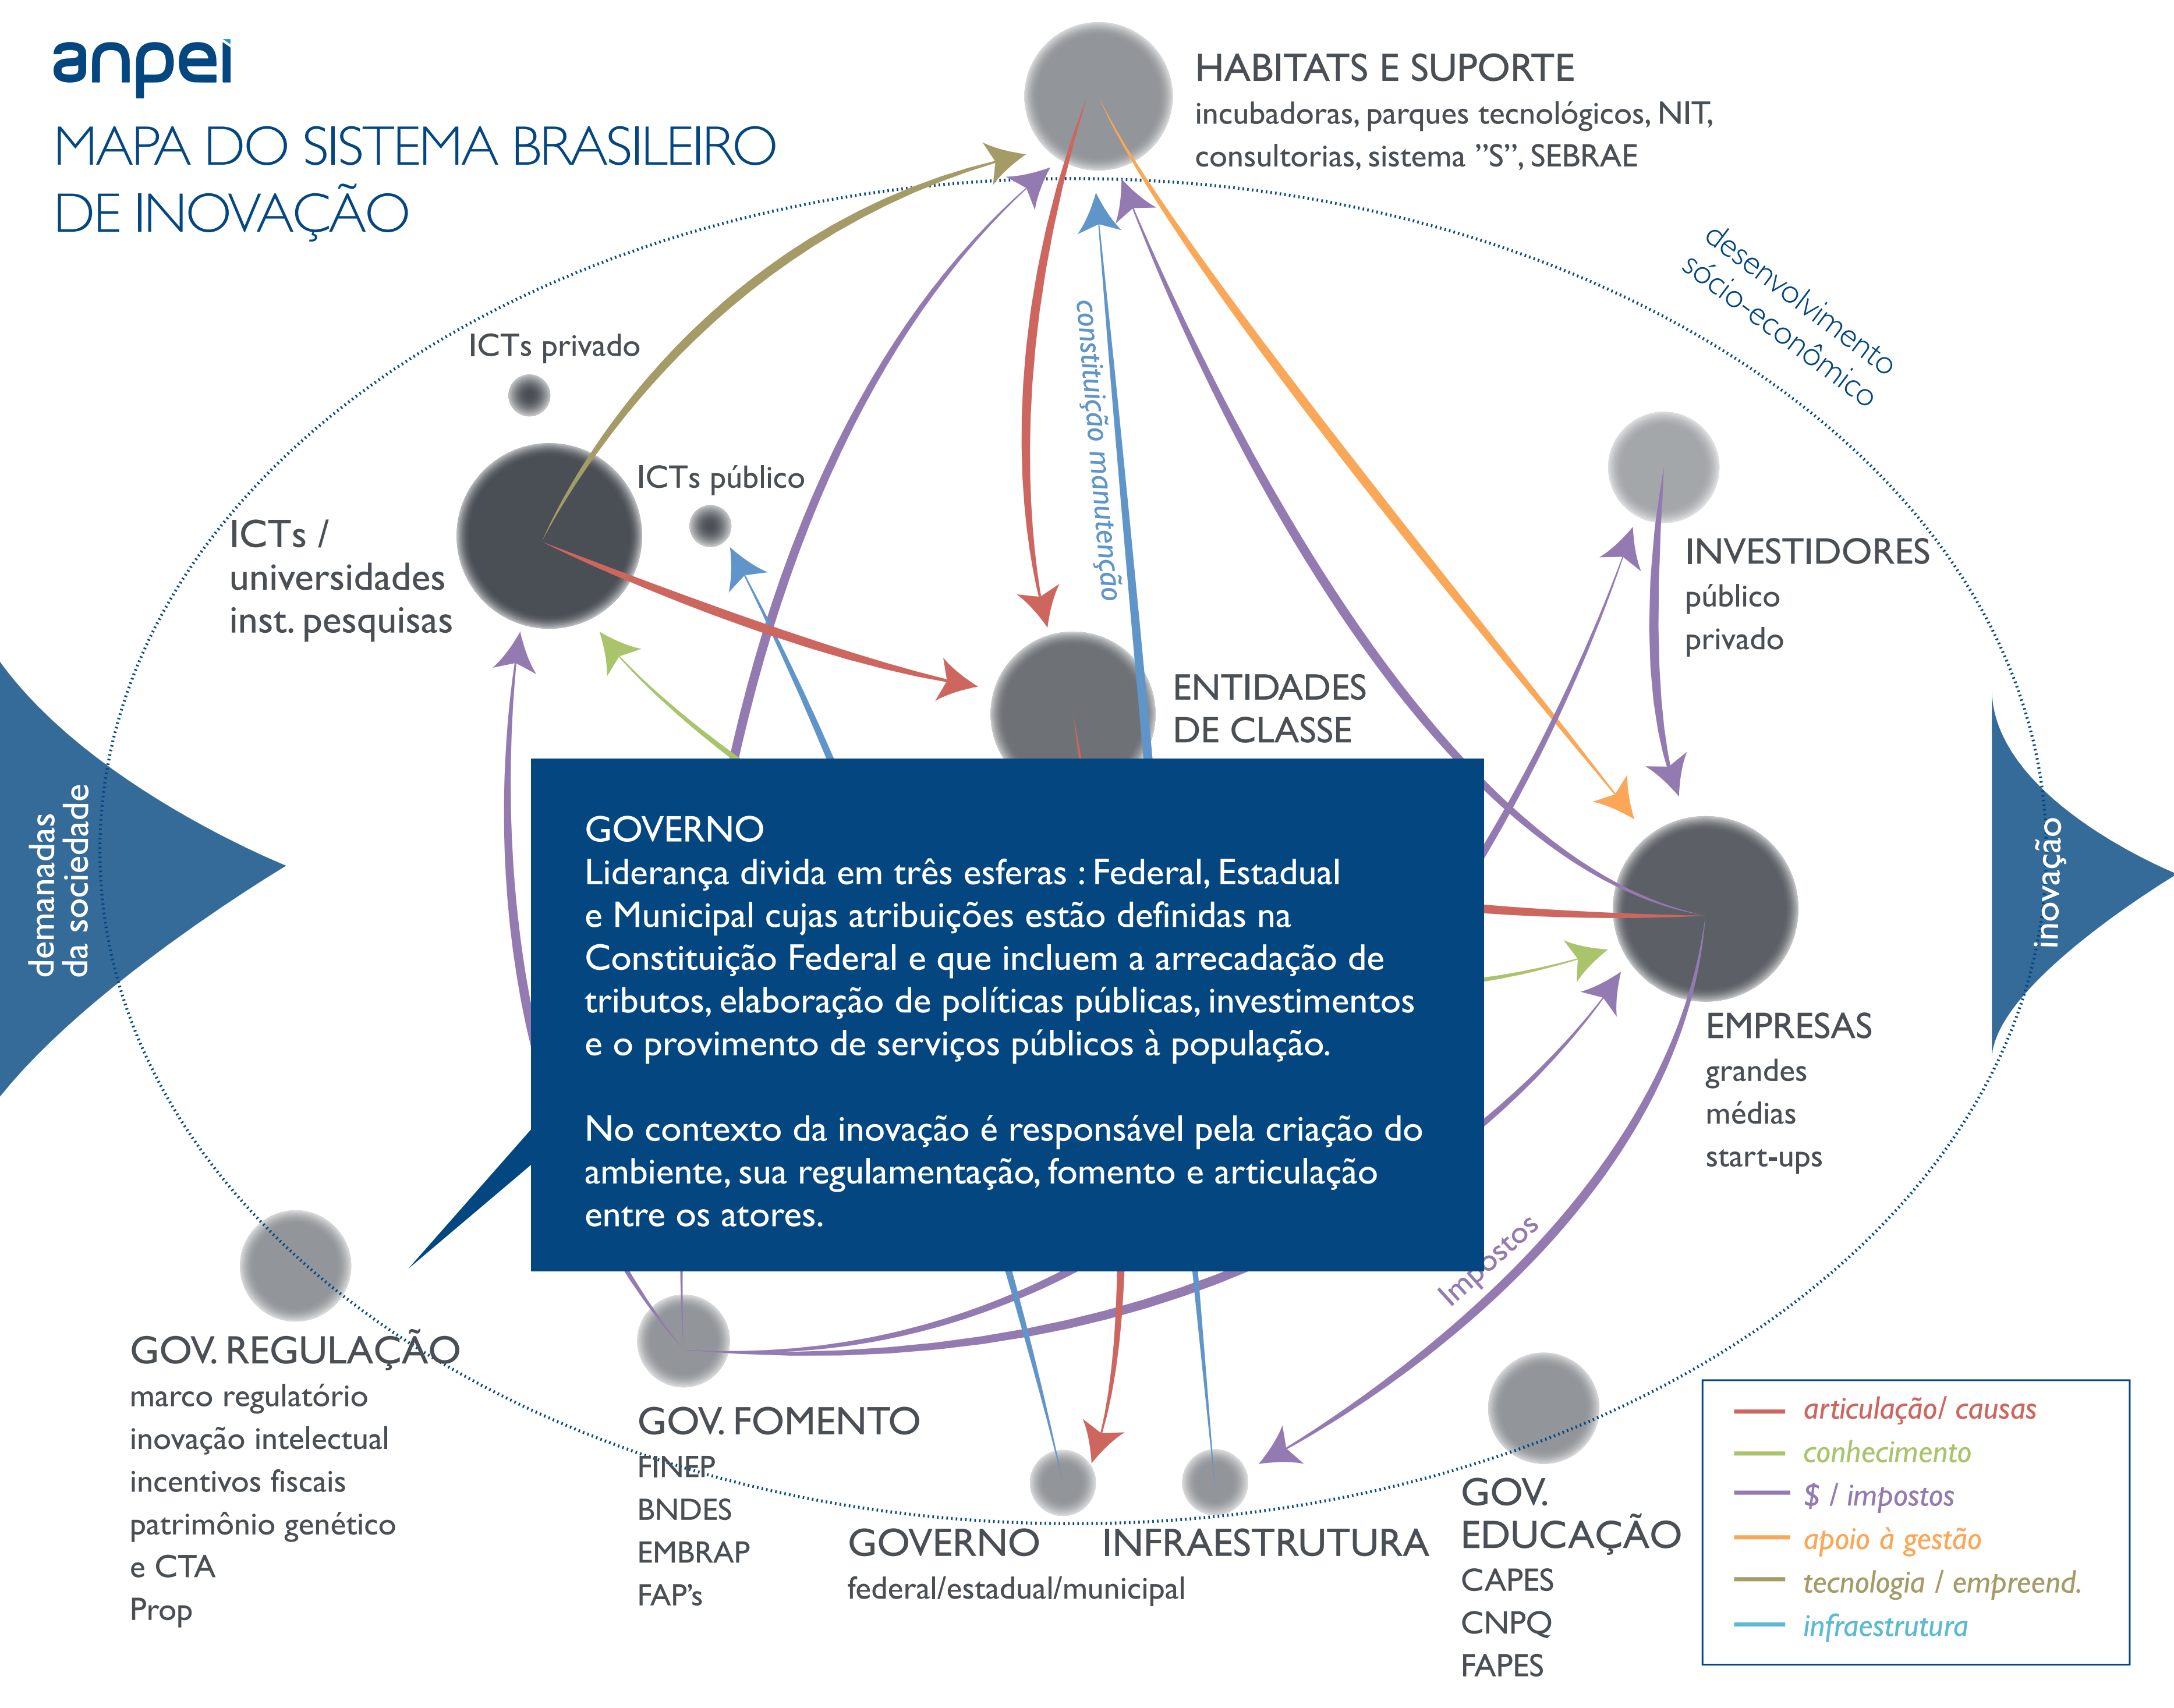 anpei
MAPA DO SISTEMA BRASILEIRO
DE INOVAÇÃO
HABITATS E SUPORTE
incubadoras, parques tecnológicos, NIT,
consultorias, sistema ”S”, SEBRAE
desenvolvimento
sócio-econômico
ICTs privado
ICTs público
ICTs /
universidades
inst. pesquisas
constituição manutenção
INVESTIDORES
público
privado
ENTIDADES
DE CLASSE
demanadas
da sociedade
inovação
GOVERNO
Liderança divida em três esferas : Federal, Estadual
e Municipal cujas atribuições estão definidas na
Constituição Federal e que incluem a arrecadação de
tributos, elaboração de políticas públicas, investimentos
e o provimento de serviços públicos à população.
No contexto da inovação é responsável pela criação do
ambiente, sua regulamentação, fomento e articulação
entre os atores.
EMPRESAS
grandes
médias
start-ups
Impostos
GOV. REGULAÇÃO
marco regulatório
inovação intelectual
incentivos fiscais
patrimônio genético
e CTA
Prop
GOV. FOMENTO
FINEP
BNDES
EMBRAP
FAP’s
GOVERNO
federal/estadual/municipal
INFRAESTRUTURA
GOV.
EDUCAÇÃO
CAPES
CNPQ
FAPES
articulação/ causas
conhecimento
$ / impostos
apoio à gestão
tecnologia / empreend.
infraestrutura